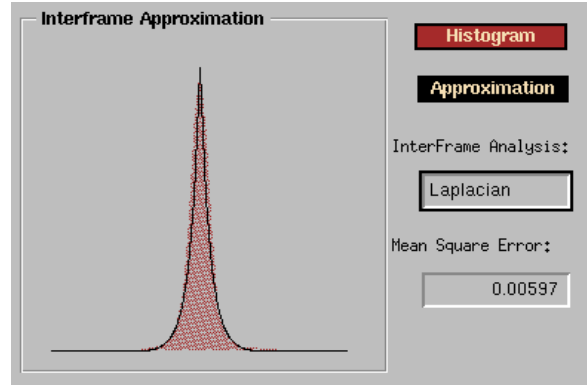 Interframe Approximation
Histogram
Approximation
InterFrame Analysis:
Laplacian
Mean Square Error:
0.00597